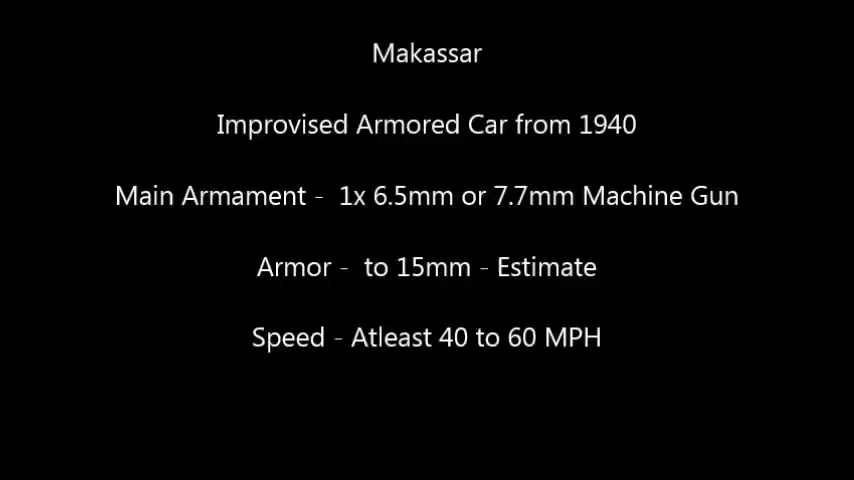 Makassar
Improvised Armored Car from 1940
Main Armament -  1x 6.5mm or 7.7mm Machine Gun
Armor -  to 15mm - Estimate
Speed - Atleast 40 to 60 MPH